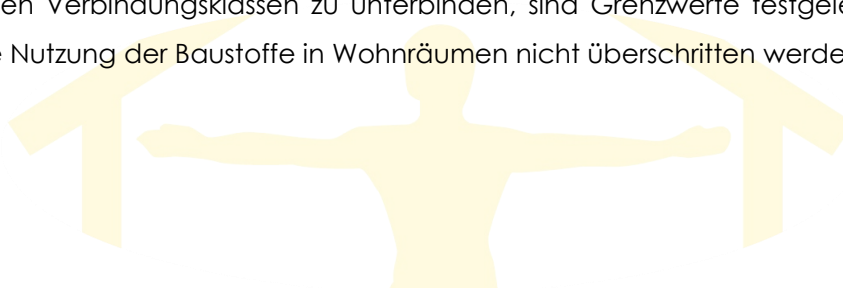 en Verbindungsklassen zu unterbinden, sind Grenzwerte festgele
Nutzung der Baustoffe in Wohnräumen nicht überschritten werde